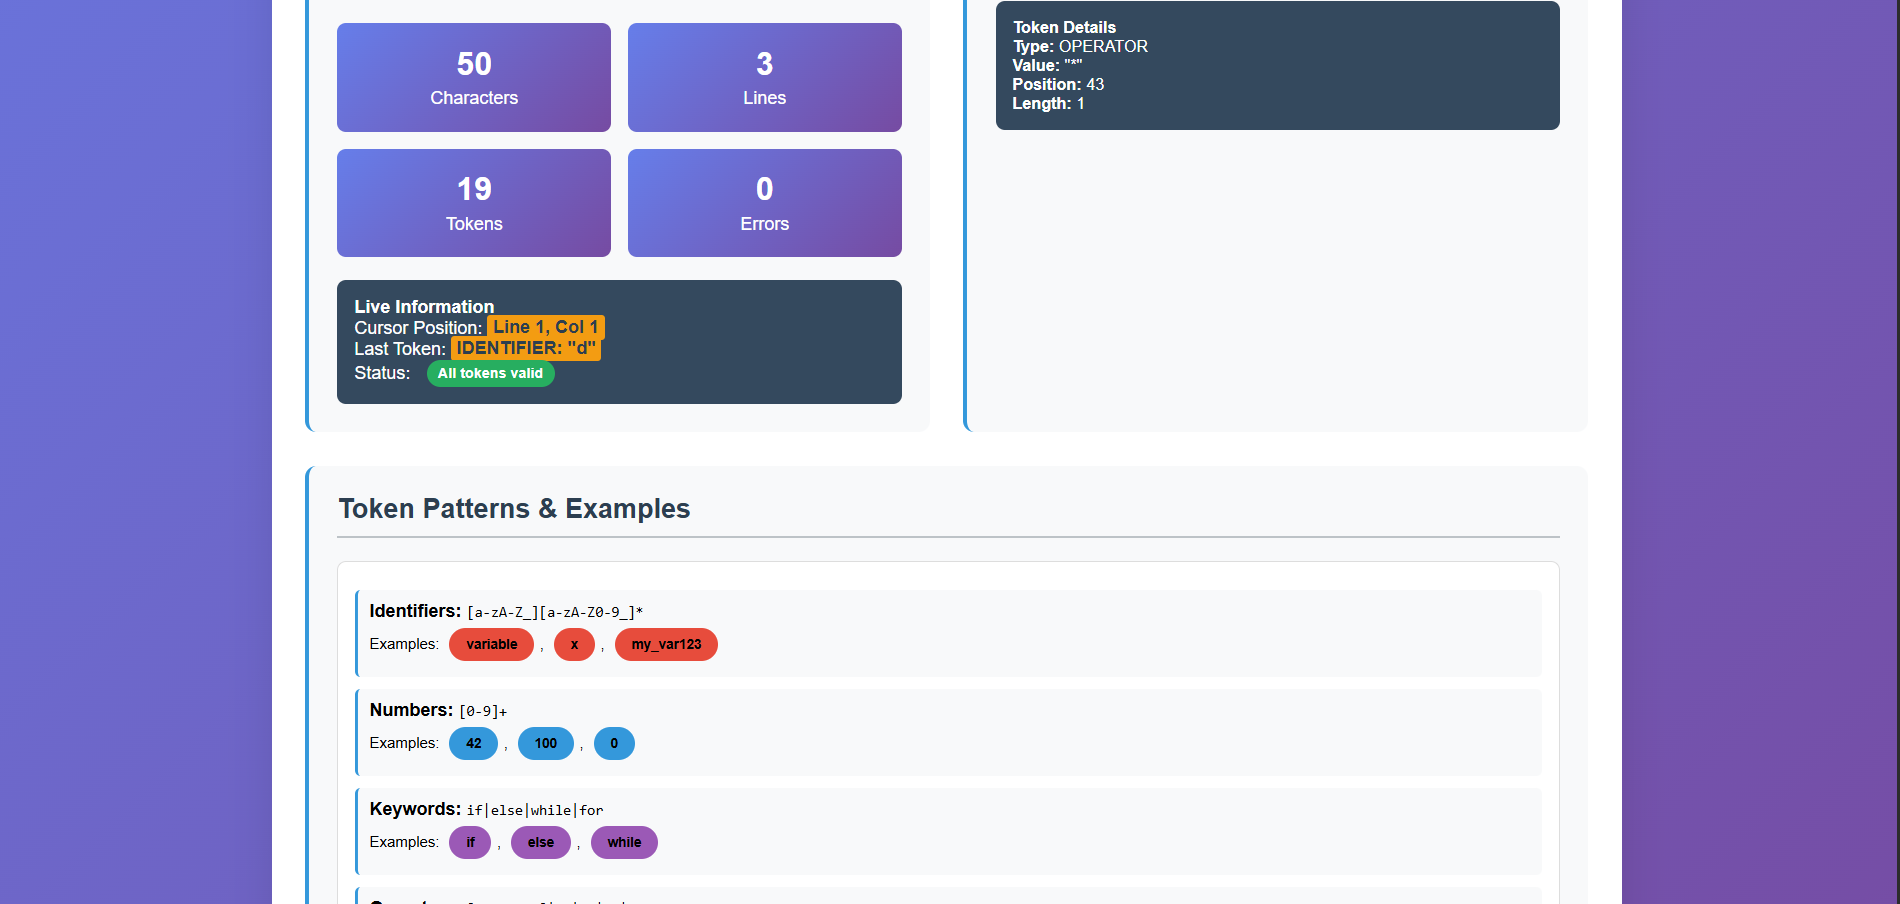 50
Characters
3
Lines
19
Tokens
0
Errors
Live Information
Cursor Position: Line 1, Col 1
Last Token: IDENTIFIER: "d"
Status: All tokens valid
Token Details
Type: OPERATOR
Value: "*"
Position: 43
Length: 1
Token Patterns & Examples
Identifiers: [a-zA-Z_][a-zA-Z0-9_]*
Examples: variable , x , my_var123
Numbers: [0-9]+
Examples: 42 , 100 , 0
Keywords: if|else|while|for
Examples: if , else , while